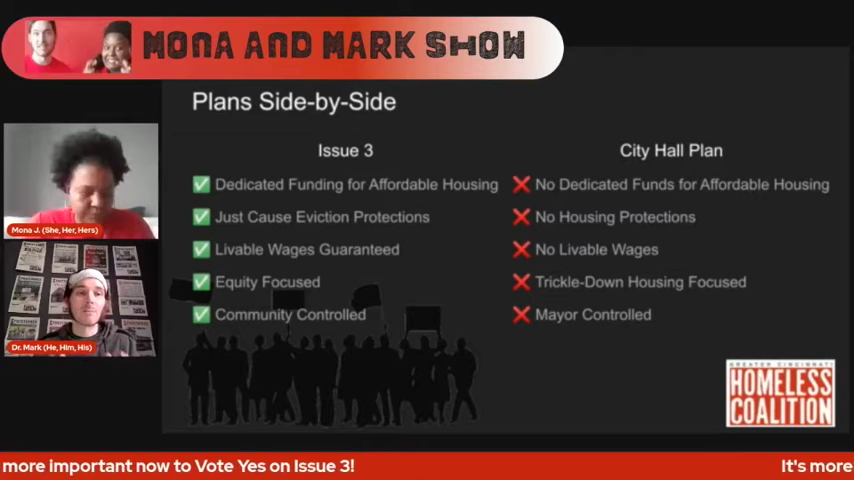 MONA AND MARK SHOW
Plans Side-by-Side
Issue 3
City Hall Plan
Dedicated Funding for Affordable Housing
No Dedicated Funds for Affordable Housing
Just Cause Eviction Protections
No Housing Protections
Livable Wages Guaranteed
No Livable Wages
Equity Focused
Trickle-Down Housing Focused
Community Controlled
Mayor Controlled
Mona J. (She, Her, Hers)
Dr. Mark (He, Him, His)
GREATER CINCINNATI
HOMELESS
COALITION
more important now to Vote Yes on Issue 3!
It's more